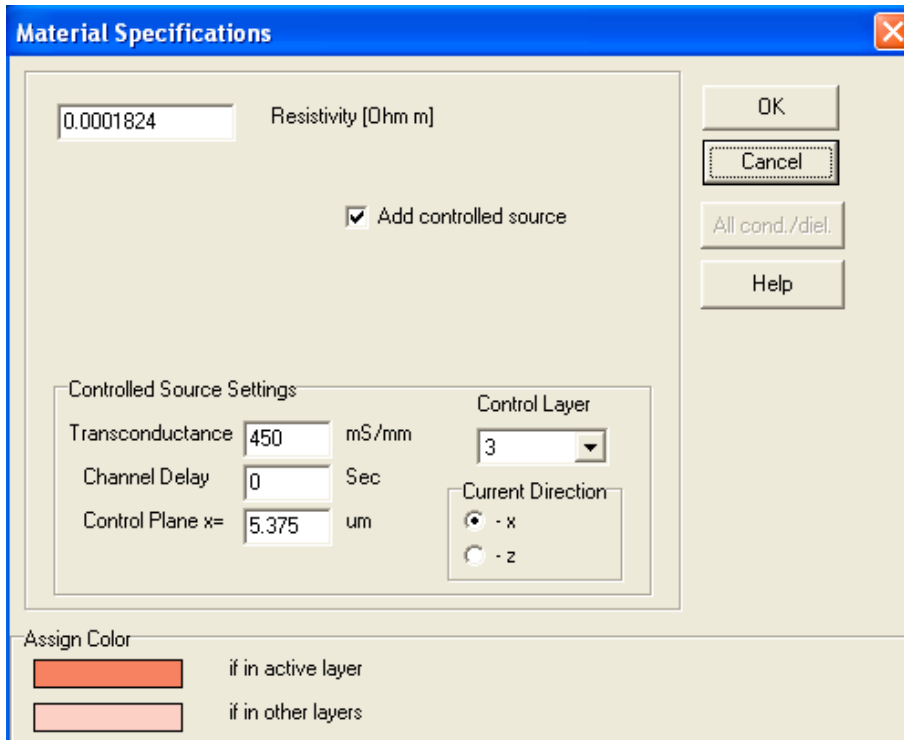 Material Specifications
0.0001824 Resistivity [Ohm m]
OK
Cancel
Add controlled source
All cond./diel.
Help
Controlled Source Settings
Control Layer
Transconductance 450 mS/mm
3
Channel Delay 0 Sec
Current Direction
Control Plane x= 5.375 um
- x
- z
Assign Color
if in active layer
if in other layers